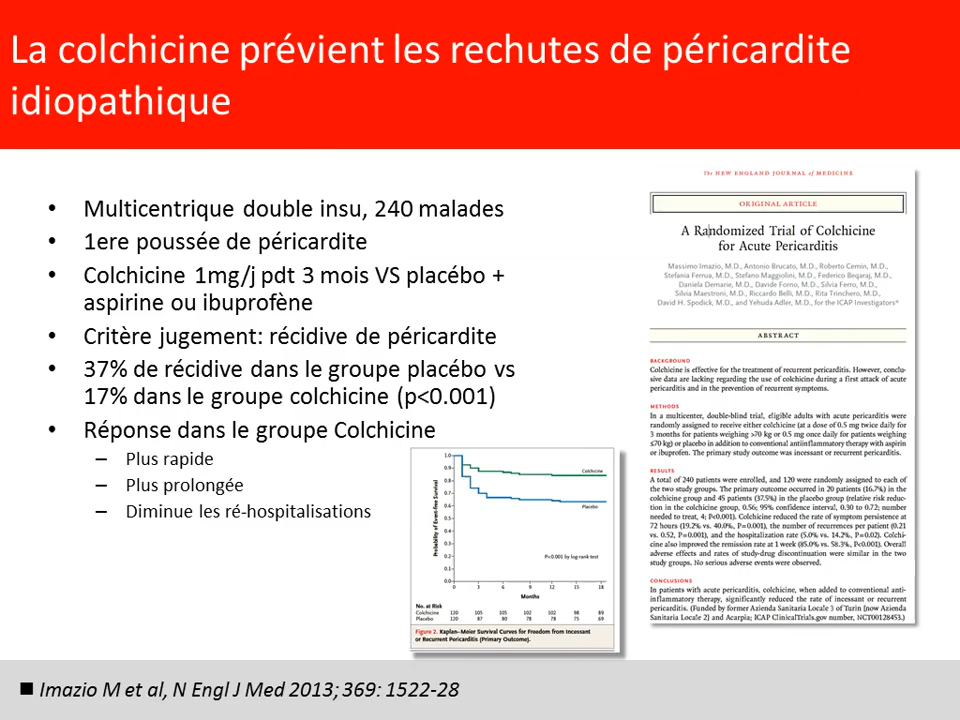 La colchicine prévient les rechutes de péricardite
idiopathique
• Multicentrique double insu, 240 malades
• 1ere poussée de péricardite
• Colchicine 1mg/j pdt 3 mois VS placébo +
aspirine ou ibuprofène
• Critère jugement: récidive de péricardite
• 37% de récidive dans le groupe placébo vs
17% dans le groupe colchicine (p<0.001)
• Réponse dans le groupe Colchicine
– Plus rapide
– Plus prolongée
– Diminue les ré-hospitalisations
The NEW ENGLAND JOURNAL of MEDICINE
ORIGINAL ARTICLE
A Randomized Trial of Colchicine
for Acute Pericarditis
Massimo Imazio, M.D., Antonio Brucato, M.D., Roberto Cemin, M.D.,
Stefania Ferrua, M.D., Stefano Maggiolini, M.D., Federico Beqaraj, M.D.,
Daniela Demarie, M.D., Davide Forno, M.D., Silvia Ferro, M.D.,
Silvia Maestroni, M.D., Riccardo Belli, M.D., Rita Trinchero, M.D.,
David H. Spodick, M.D., and Yehuda Adler, M.D., for the ICAP Investigators*
ABSTRACT
BACKGROUND
Colchicine is effective for the treatment of recurrent pericarditis. However, conclu-
sive data are lacking regarding the use of colchicine during a first attack of acute
pericarditis and in the prevention of recurrent symptoms.
METHODS
In a multicenter, double-blind trial, eligible adults with acute pericarditis were
randomly assigned to receive either colchicine (at a dose of 0.5 mg twice daily for
3 months for patients weighing >70 kg or 0.5 mg once daily for patients weighing
≤70 kg) or placebo in addition to conventional antiinflammatory therapy with aspirin
or ibuprofen. The primary study outcome was incessant or recurrent pericarditis.
RESULTS
A total of 240 patients were enrolled, and 120 were randomly assigned to each of
the two study groups. The primary outcome occurred in 20 patients (16.7%) in the
colchicine group and 45 patients (37.5%) in the placebo group (relative risk reduc-
tion in the colchicine group, 0.56; 95% confidence interval, 0.30 to 0.72; number
needed to treat, 4; P<0.001). Colchicine reduced the rate of symptom persistence at
72 hours (19.2% vs. 40.0%, P=0.001), the number of recurrences per patient (0.21
vs. 0.52, P=0.001), and the hospitalization rate (5.0% vs. 14.2%, P=0.02). Colchi-
cine also improved the remission rate at 1 week (85.0% vs. 58.3%, P<0.001). Overall
adverse effects and rates of study-drug discontinuation were similar in the two
study groups. No serious adverse events were observed.
CONCLUSIONS
In patients with acute pericarditis, colchicine, when added to conventional anti-
inflammatory therapy, significantly reduced the rate of incessant or recurrent
pericarditis. (Funded by former Azienda Sanitaria Locale 3 of Turin [now Azienda
Sanitaria Locale 2] and Acarpia; ICAP ClinicalTrials.gov number, NCT00128453.)
Probability of Event-free Survival
1.0
0.9
0.8
0.7
0.6
0.5
0.4
0.3
0.2
0.1
0.0
Colchicine
Placebo
P<0.001 by log-rank test
0 3 6 9 12 15 18
Months
No. at Risk
Colchicine 120 105 105 102 102 98 89
Placebo 120 87 80 78 78 75 69
Figure 2. Kaplan–Meier Survival Curves for Freedom from Incessant
or Recurrent Pericarditis (Primary Outcome).
■ Imazio M et al, N Engl J Med 2013; 369: 1522-28